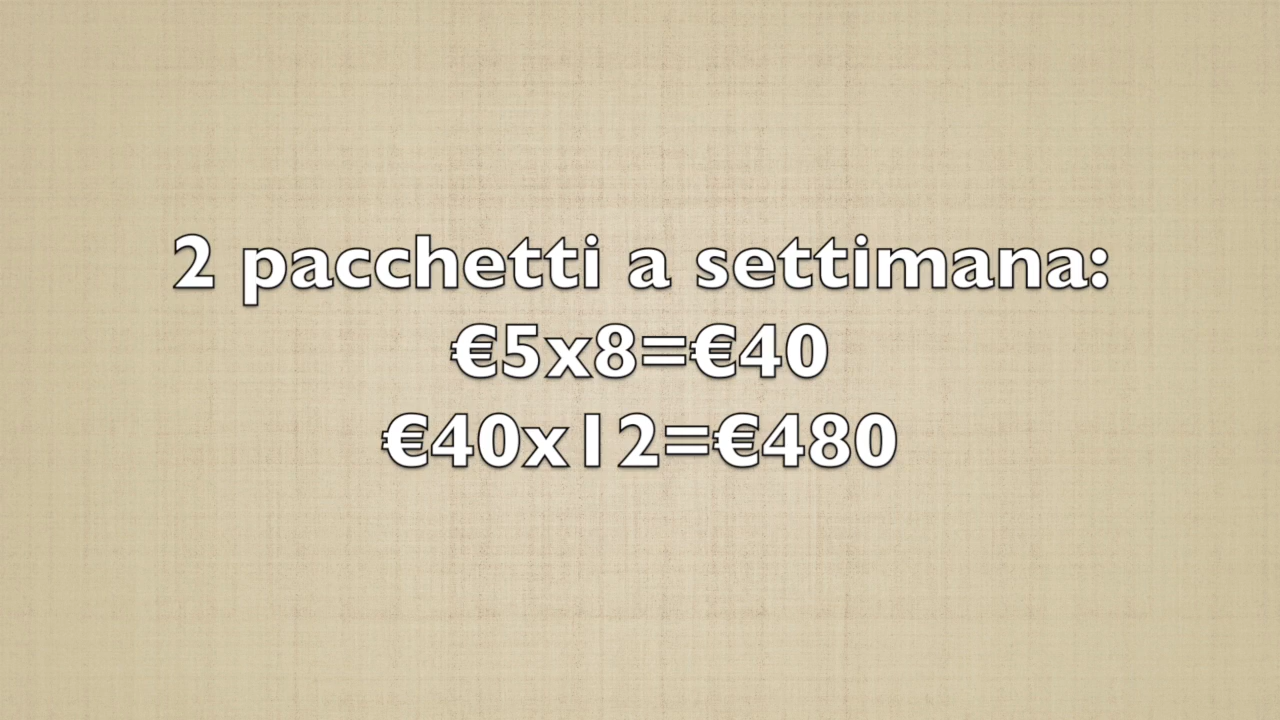 2 pacchetti a settimana:
€5x8=€40
€40x12=€480